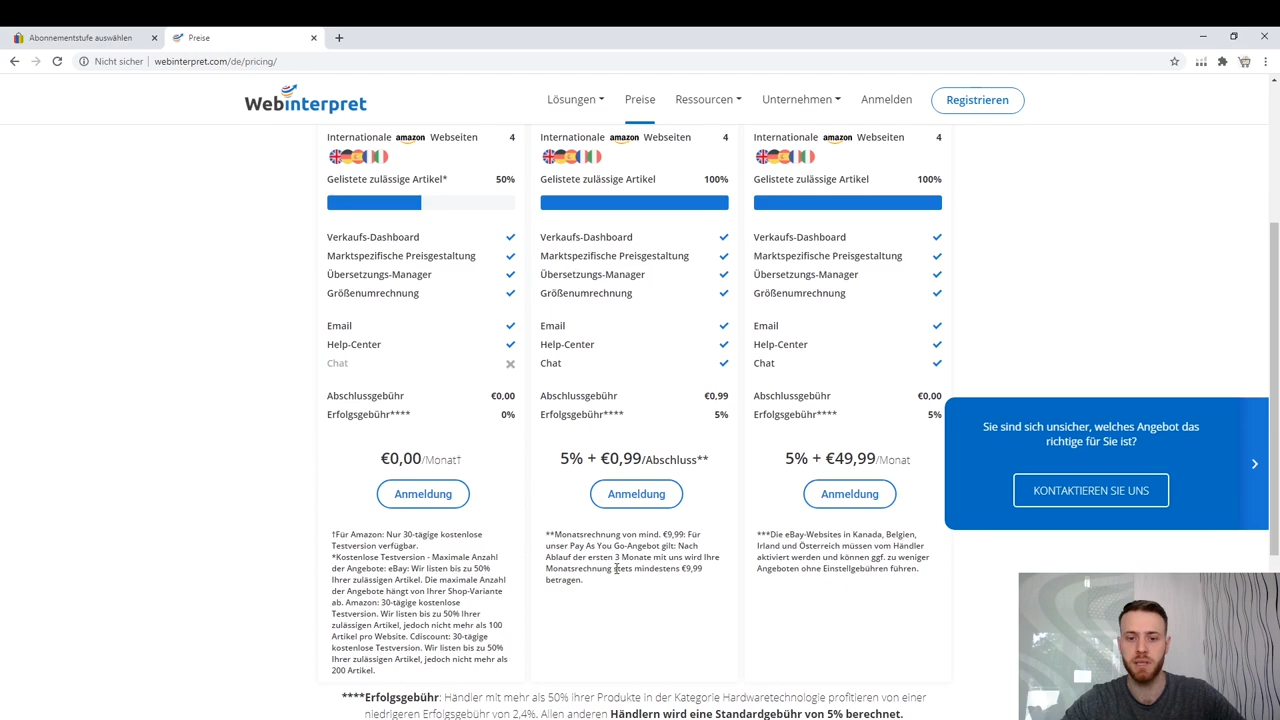 Abonnementstufe auswählen
Preise
Nicht sicher
webinterpret.com/de/pricing/
Webinterpret
Lösungen
Preise
Ressourcen
Unternehmen
Anmelden
Registrieren
Internationale amazon Webseiten 4
Gelistete zulässige Artikel* 50%
Verkaufs-Dashboard
Marktspezifische Preisgestaltung
Übersetzungs-Manager
Größenumrechnung
Email
Help-Center
Chat
Abschlussgebühr €0,00
Erfolgsgebühr**** 0%
€0,00/Monat†
Anmeldung
†Für Amazon: Nur 30-tägige kostenlose
Testversion verfügbar.
*Kostenlose Testversion - Maximale Anzahl
der Angebote: eBay: Wir listen bis zu 50%
Ihrer zulässigen Artikel. Die maximale Anzahl
der Angebote hängt von Ihrer Shop-Variante
ab. Amazon: 30-tägige kostenlose
Testversion. Wir listen bis zu 50% Ihrer
zulässigen Artikel, jedoch nicht mehr als 100
Artikel pro Website. Cdiscount: 30-tägige
kostenlose Testversion. Wir listen bis zu 50%
Ihrer zulässigen Artikel, jedoch nicht mehr als
200 Artikel.
Internationale amazon Webseiten 4
Gelistete zulässige Artikel 100%
Verkaufs-Dashboard
Marktspezifische Preisgestaltung
Übersetzungs-Manager
Größenumrechnung
Email
Help-Center
Chat
Abschlussgebühr €0,99
Erfolgsgebühr**** 5%
5% + €0,99/Abschluss**
Anmeldung
**Monatsrechnung von mind. €9,99: Für
unser Pay As You Go-Angebot gilt: Nach
Ablauf der ersten 3 Monate mit uns wird Ihre
Monatsrechnung stets mindestens €9,99
betragen.
Internationale amazon Webseiten 4
Gelistete zulässige Artikel 100%
Verkaufs-Dashboard
Marktspezifische Preisgestaltung
Übersetzungs-Manager
Größenumrechnung
Email
Help-Center
Chat
Abschlussgebühr €0,00
Erfolgsgebühr**** 5%
5% + €49,99/Monat
Anmeldung
***Die eBay-Websites in Kanada, Belgien,
Irland und Österreich müssen vom Händler
aktiviert werden und können ggf. zu weniger
Angeboten ohne Einstellgebühren führen.
Sie sind sich unsicher, welches Angebot das
richtige für Sie ist?
KONTAKTIEREN SIE UNS
****Erfolgsgebühr: Händler mit mehr als 50% Ihrer Produkte in der Kategorie Hardwaretechnologie profitieren von einer
niedrigeren Erfolgsgebühr von 2,4%. Allen anderen Händlern wird eine Standardgebühr von 5% berechnet.